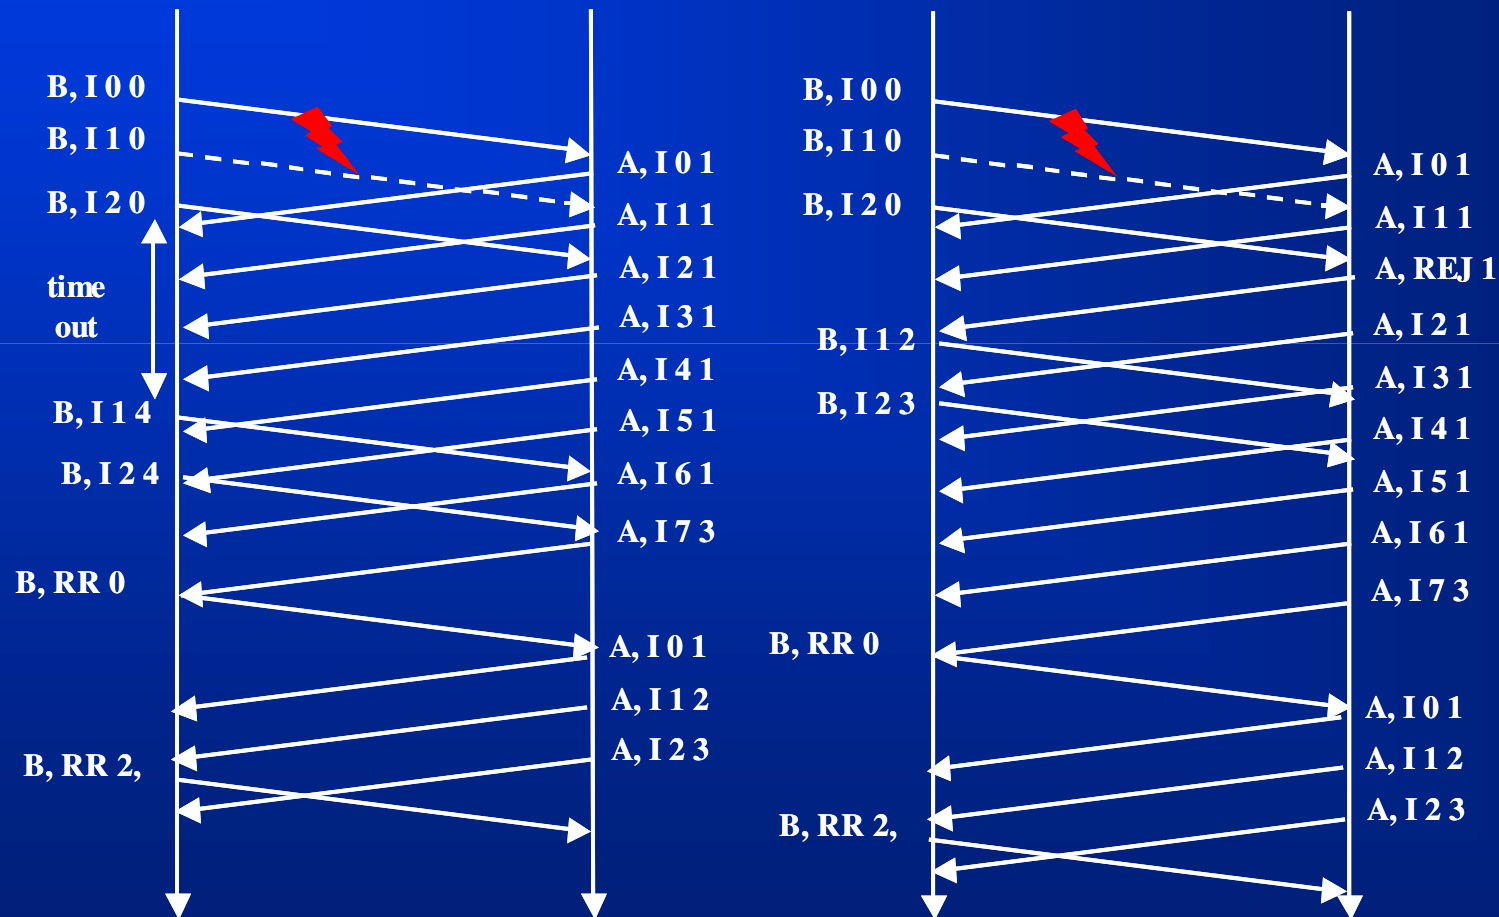 B, I 0 0
B, I 1 0
A, I 0 1
B, I 2 0
A, I 1 1
A, I 2 1
time
out
A, I 3 1
A, I 4 1
B, I 1 4
A, I 5 1
B, I 2 4
A, I 6 1
A, I 7 3
B, RR 0
A, I 0 1
A, I 1 2
A, I 2 3
B, RR 2,
B, I 0 0
B, I 1 0
A, I 0 1
B, I 2 0
A, I 1 1
A, REJ 1
A, I 2 1
B, I 1 2
A, I 3 1
B, I 2 3
A, I 4 1
A, I 5 1
A, I 6 1
A, I 7 3
B, RR 0
A, I 0 1
A, I 1 2
A, I 2 3
B, RR 2,